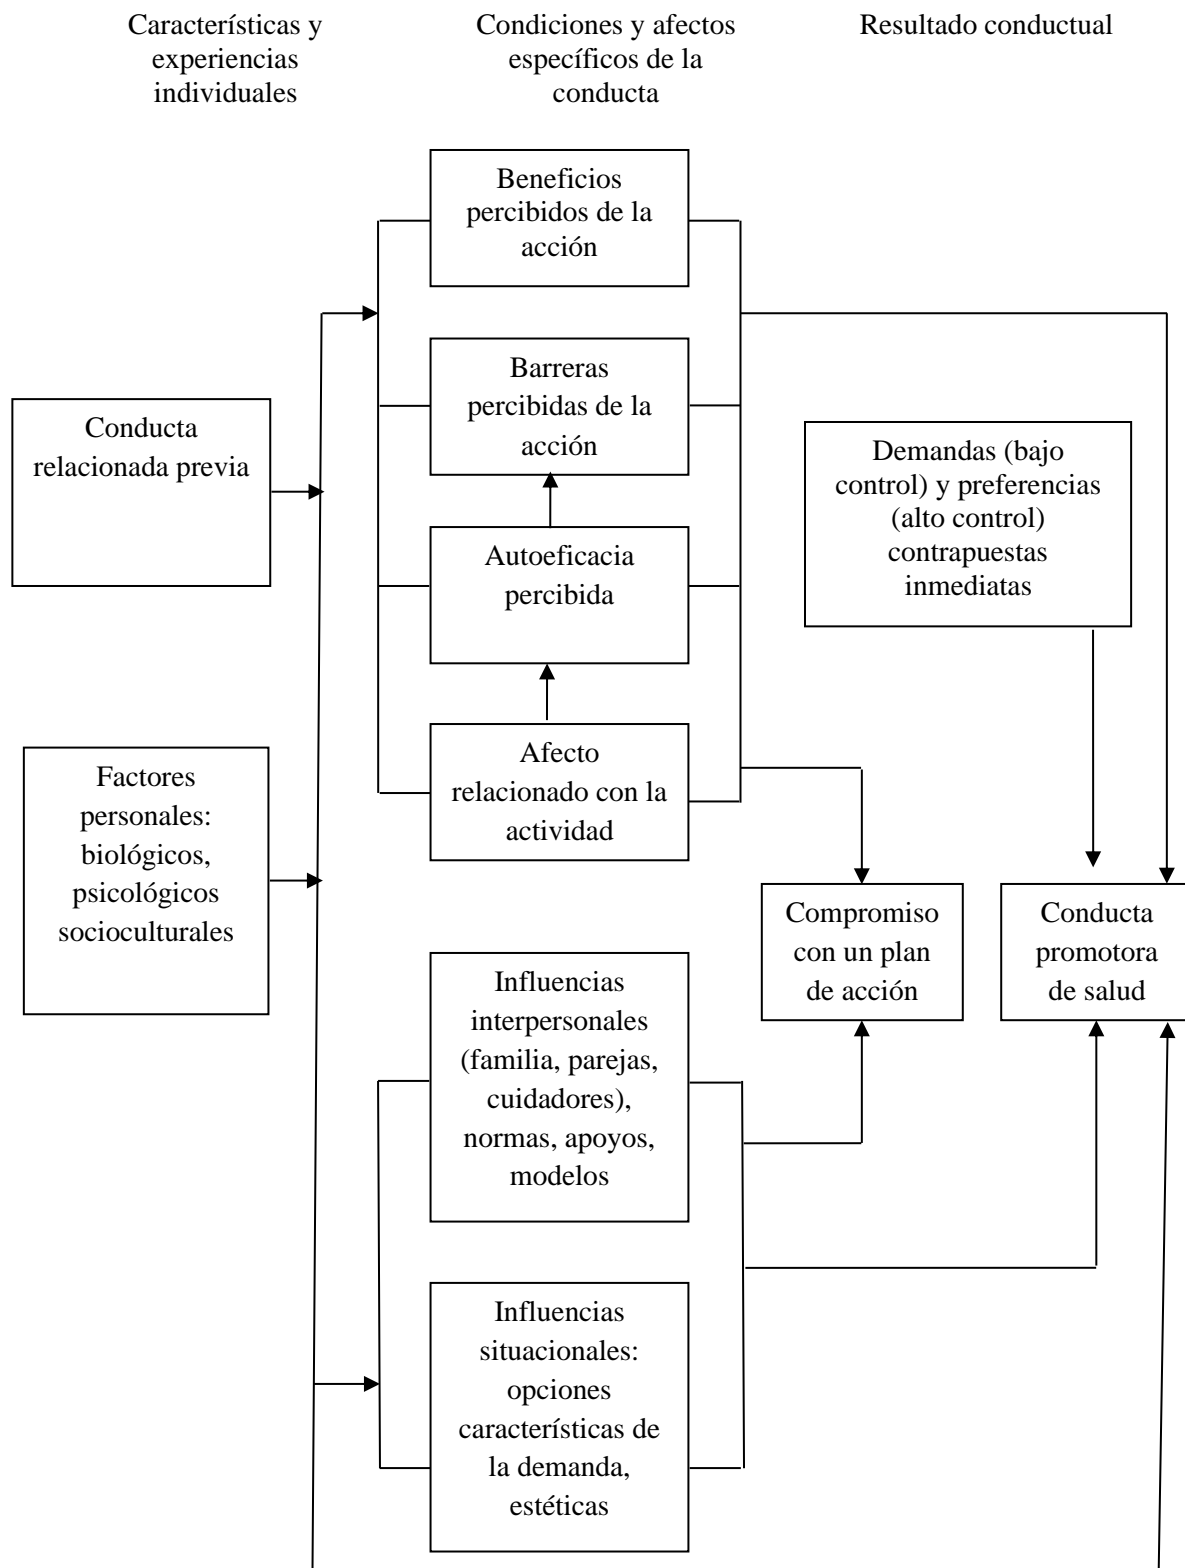 Características y
experiencias
individuales
Condiciones y afectos
específicos de la
conducta
Resultado conductual
Beneficios
percibidos de la
acción
Barreras
percibidas de la
acción
Conducta
relacionada previa
Demandas (bajo
control) y preferencias
(alto control)
contrapuestas
inmediatas
Autoeficacia
percibida
Afecto
relacionado con la
actividad
Factores
personales:
biológicos,
psicológicos
socioculturales
Compromiso
con un plan
de acción
Conducta
promotora
de salud
Influencias
interpersonales
(familia, parejas,
cuidadores),
normas, apoyos,
modelos
Influencias
situacionales:
opciones
características de
la demanda,
estéticas